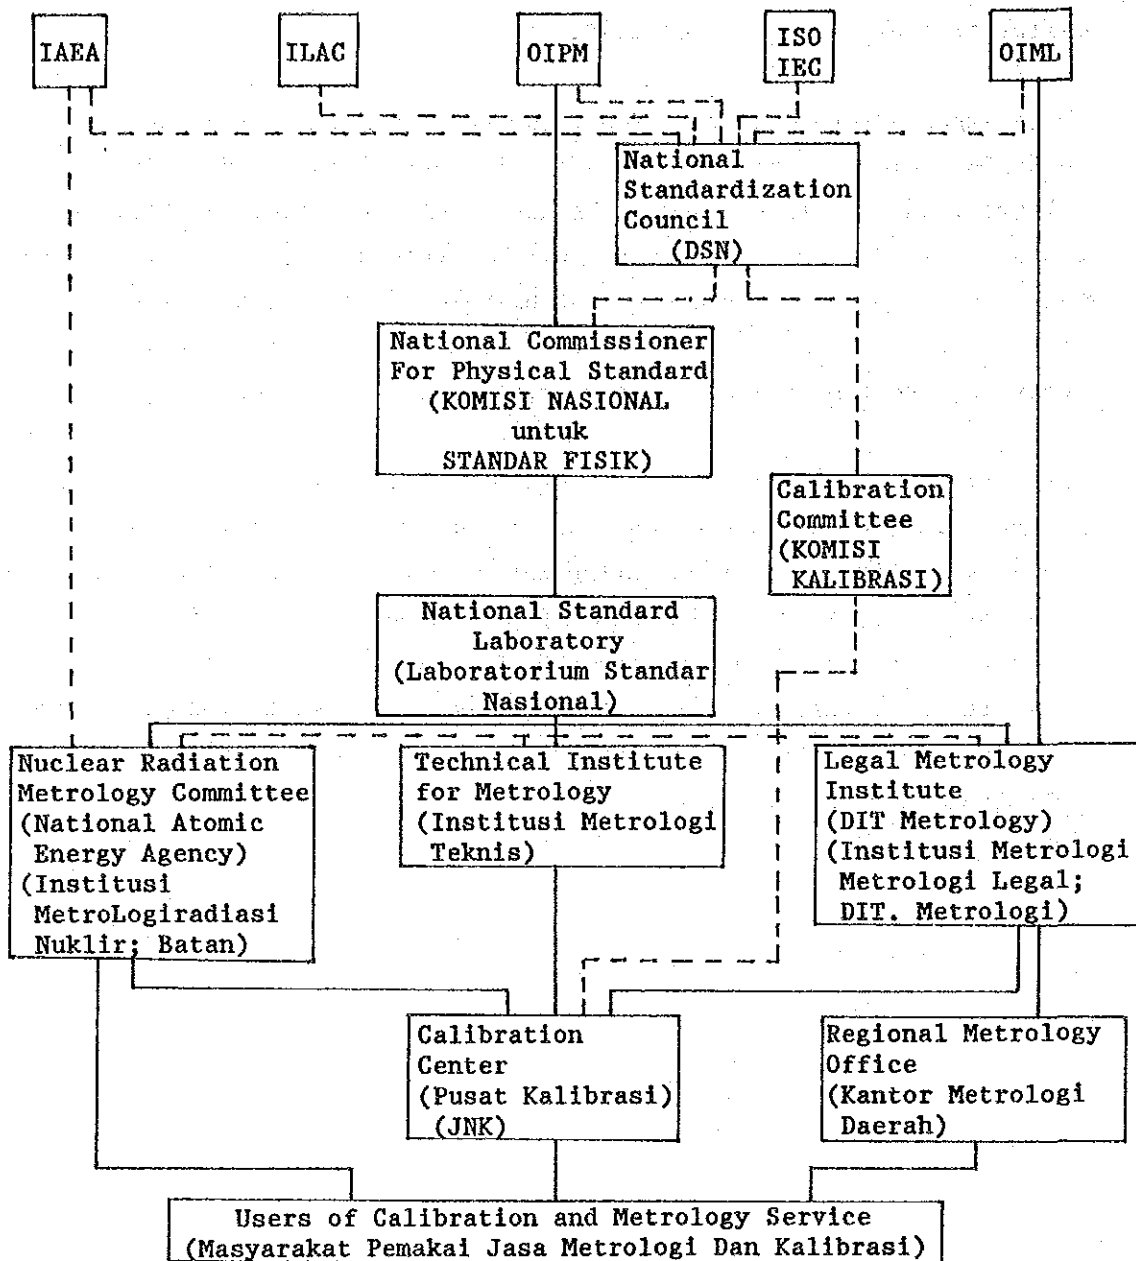 IAEA
ILAC
OIPM
ISO
IEC
OIML
National
Standardization
Council
(DSN)
National Commissioner
For Physical Standard
(KOMISI NASIONAL
untuk
STANDAR FISIK)
Calibration
Committee
(KOMISI
KALIBRASI)
National Standard
Laboratory
(Laboratorium Standar
Nasional)
Nuclear Radiation
Metrology Committee
(National Atomic
Energy Agency)
(Institusi
MetroLogiradiasi
Nuklir; Batan)
Technical Institute
for Metrology
(Institusi Metrologi
Teknis)
Legal Metrology
Institute
(DIT Metrology)
(Institusi Metrologi
Metrologi Legal;
DIT. Metrologi)
Calibration
Center
(Pusat Kalibrasi)
(JNK)
Regional Metrology
Office
(Kantor Metrologi
Daerah)
Users of Calibration and Metrology Service
(Masyarakat Pemakai Jasa Metrologi Dan Kalibrasi)